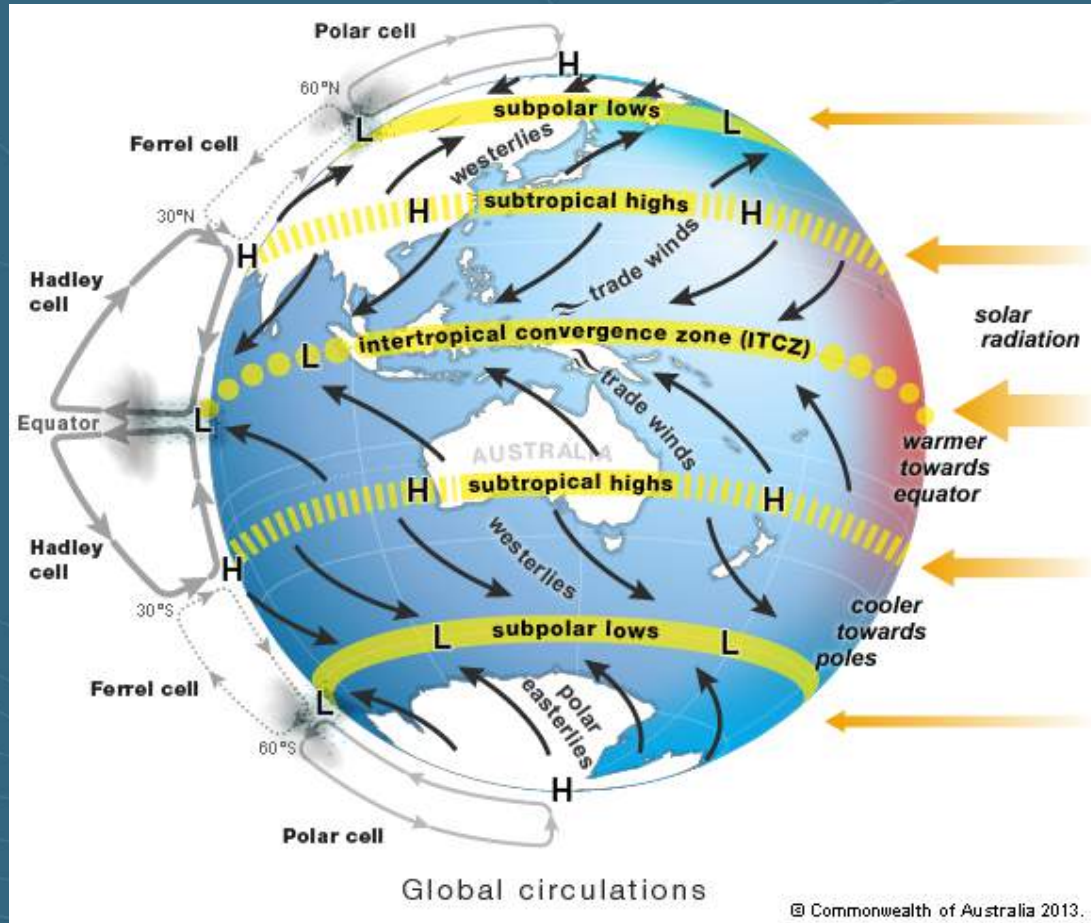 Polar cell
H
60°N
subpolar lows
L
L
Ferrel cell
westerlies
30°N
H
subtropical highs
H
H
Hadley
cell
trade winds
solar
radiation
intertropical convergence zone (ITCZ)
L
trade winds
Equator
L
AUSTRALIA
warmer
towards
equator
H
subtropical highs
H
Hadley
cell
H
westerlies
30°S
cooler
towards
poles
L
subpolar lows
L
Ferrel cell
L
polar
easterlies
60°S
H
Polar cell
Global circulations
© Commonwealth of Australia 2013.